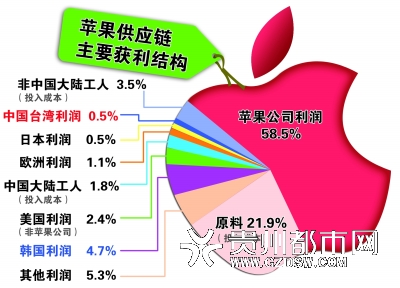 苹果供应链
主要获利结构
非中国大陆工人 3.5%
(投入成本)
中国台湾利润 0.5%
日本利润 0.5%
欧洲利润 1.1%
中国大陆工人 1.8%
(投入成本)
美国利润 2.4%
(非苹果公司)
韩国利润 4.7%
其他利润 5.3%
苹果公司利润
58.5%
原料 21.9%
(投
贵州都市网